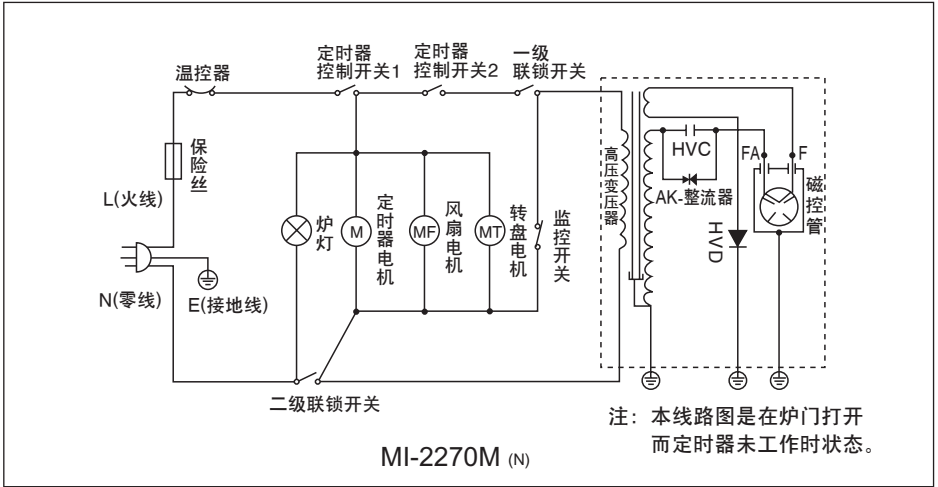 温控器
定时器
控制开关1
定时器
控制开关2
一级
联锁开关
保险丝
L(火线)
N(零线)
E(接地线)
炉灯
M
定时器电机
MF
风扇电机
MT
转盘电机
监控开关
二级联锁开关
高压变压器
HVC
AK-整流器
HVD
FA
F
磁控管
注：本线路图是在炉门打开
而定时器未工作时状态。
MI-2270M (N)